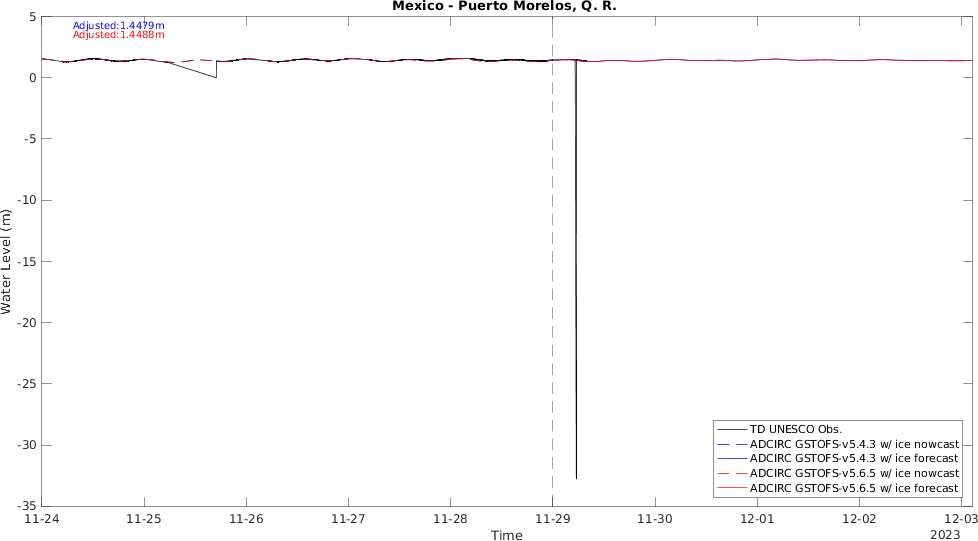 Mexico - Puerto Morelos, Q. R.
Adjusted:1.4479m
Adjusted:1.4488m
5
0
-5
-10
-15
-20
-25
-30
-35
Water Level (m)
TD UNESCO Obs.
ADCIRC GSTOFS-v5.4.3 w/ ice nowcast
ADCIRC GSTOFS-v5.4.3 w/ ice forecast
ADCIRC GSTOFS-v5.6.5 w/ ice nowcast
ADCIRC GSTOFS-v5.6.5 w/ ice forecast
11-24 11-25 11-26 11-27 11-28 11-29 11-30 12-01 12-02 12-03
Time
2023